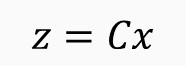 z = Cx